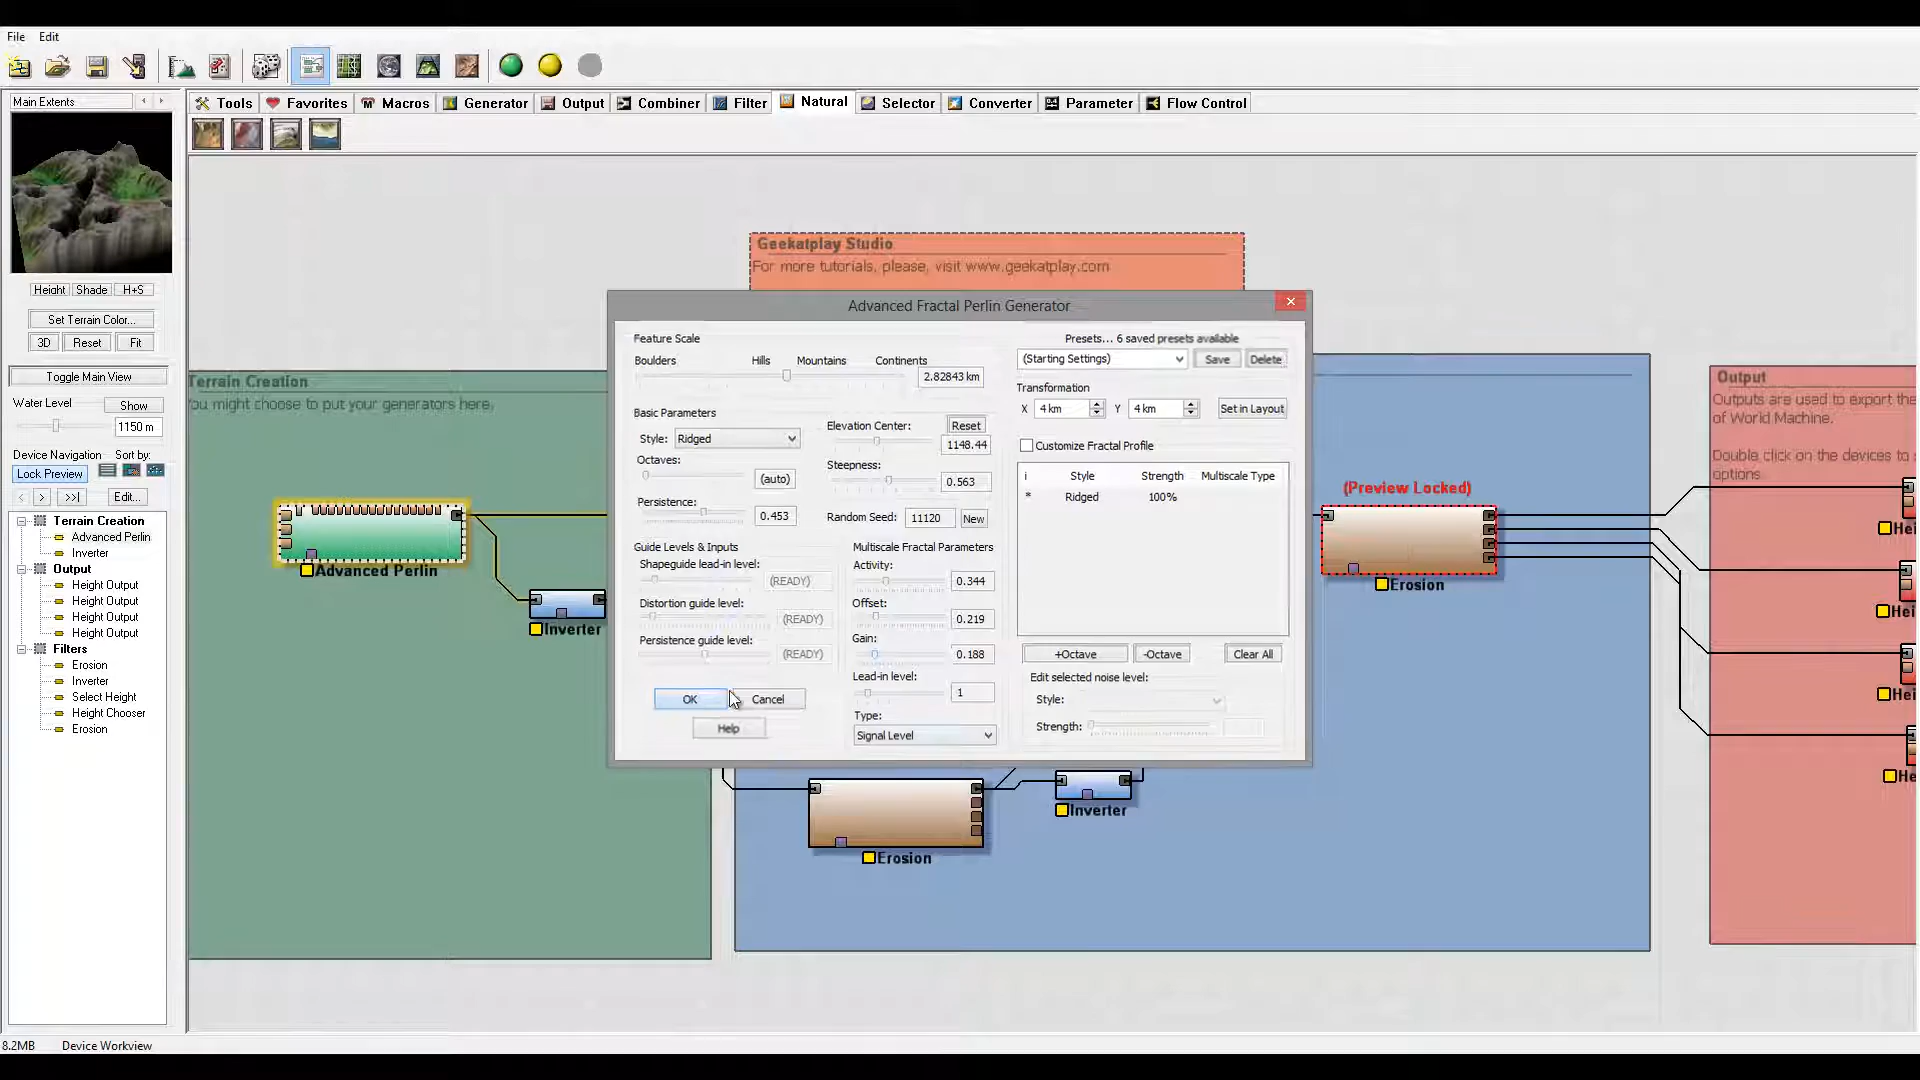 File Edit
Main Extents
Tools Favorites Macros Generator Output Combiner Filter Natural Selector Converter Parameter Flow Control
Height Shade H+S
Set Terrain Color...
3D Reset Fit
Toggle Main View
Water Level Show
1150 m
Device Navigation Sort by:
Lock Preview
Edit...
Terrain Creation
Advanced Perlin
Inverter
Output
Height Output
Height Output
Height Output
Height Output
Filters
Erosion
Inverter
Select Height
Height Chooser
Erosion
8.2MB Device Workview
Geekatplay Studio
For more tutorials, please, visit www.geekatplay.com
Terrain Creation
You might choose to put your generators here,
Advanced Perlin
Inverter
Erosion
Inverter
(Preview Locked)
Erosion
Output
Outputs are used to export the
of World Machine.
Double click on the devices to
options.
Hei
Hei
Hei
He
Advanced Fractal Perlin Generator
Feature Scale
Boulders Hills Mountains Continents
2.82843 km
Basic Parameters
Style: Ridged
Octaves: (auto)
Persistence: 0.453
Elevation Center: Reset
1148.44
Steepness: 0.563
Random Seed: 11120 New
Guide Levels & Inputs
Shapeguide lead-in level: (READY)
Distortion guide level: (READY)
Persistence guide level: (READY)
OK Cancel
Help
Multiscale Fractal Parameters
Activity: 0.344
Offset: 0.219
Gain: 0.188
Lead-in level: 1
Type:
Signal Level
Presets... 6 saved presets available
(Starting Settings) Save Delete
Transformation
X 4 km Y 4 km Set in Layout
Customize Fractal Profile
i Style Strength Multiscale Type
* Ridged 100%
+Octave -Octave Clear All
Edit selected noise level:
Style:
Strength: